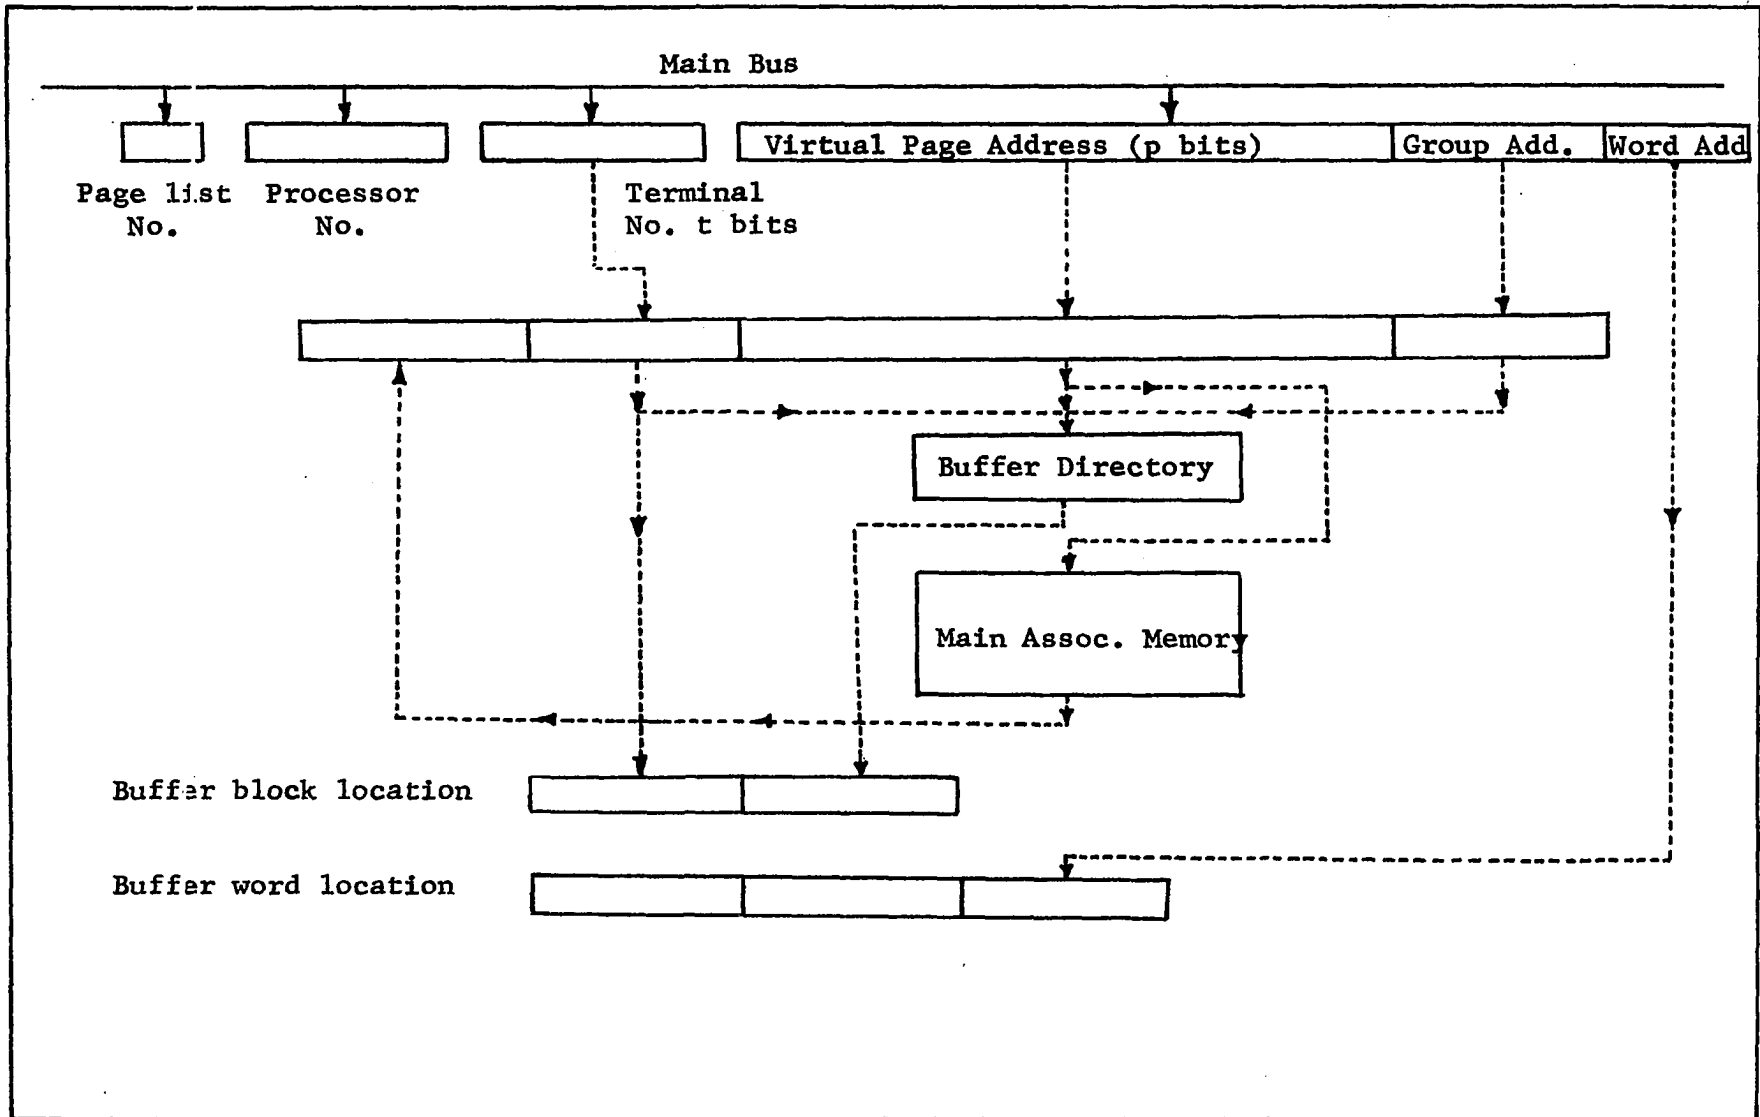 Main Bus
Virtual Page Address (p bits) Group Add. Word Add
Page list Processor Terminal
No. No. No. t bits
Buffer Directory
Main Assoc. Memory
Buffer block location
Buffer word location